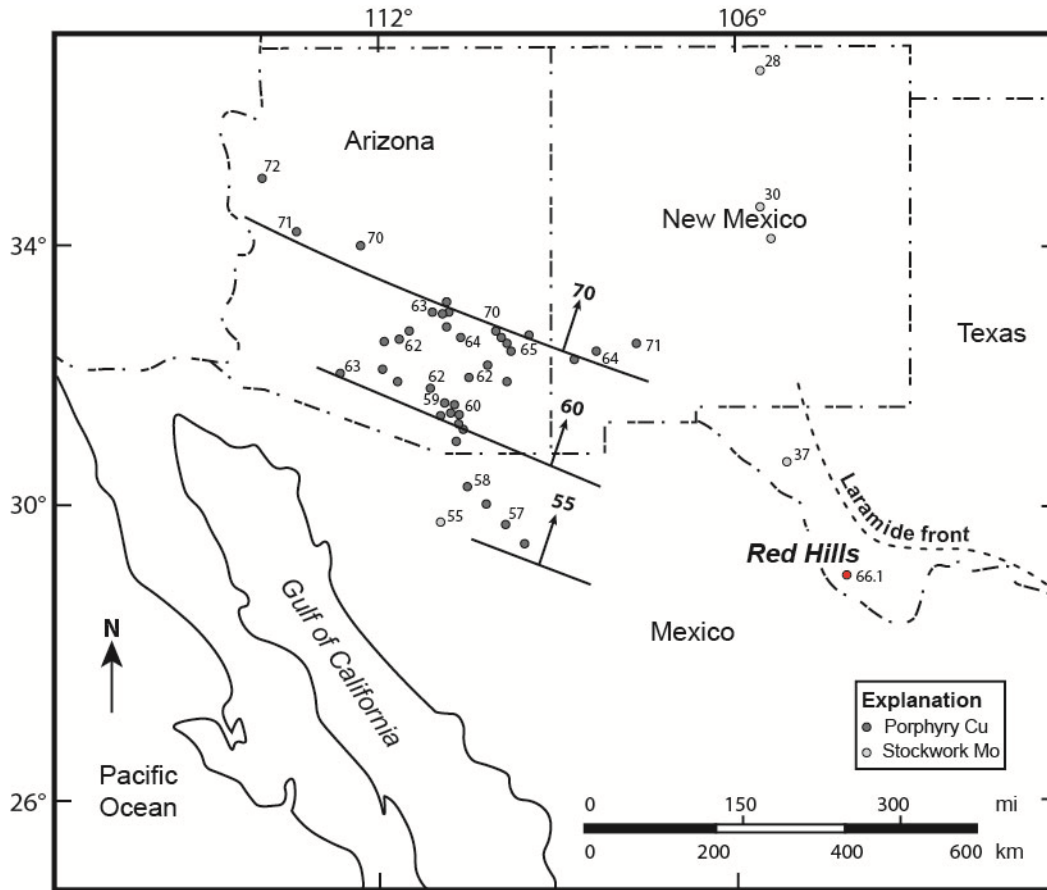 112°
106°
28
Arizona
72
30
New Mexico
71
70
34°
70
63
70
Texas
62
64
65
64
71
63
62
62
59
60
60
37
58
55
Laramide front
30°
55
57
Red Hills
66.1
Gulf of California
N
Mexico
Explanation
Porphyry Cu
Stockwork Mo
Pacific
Ocean
26°
0 150 300 mi
0 200 400 600
km